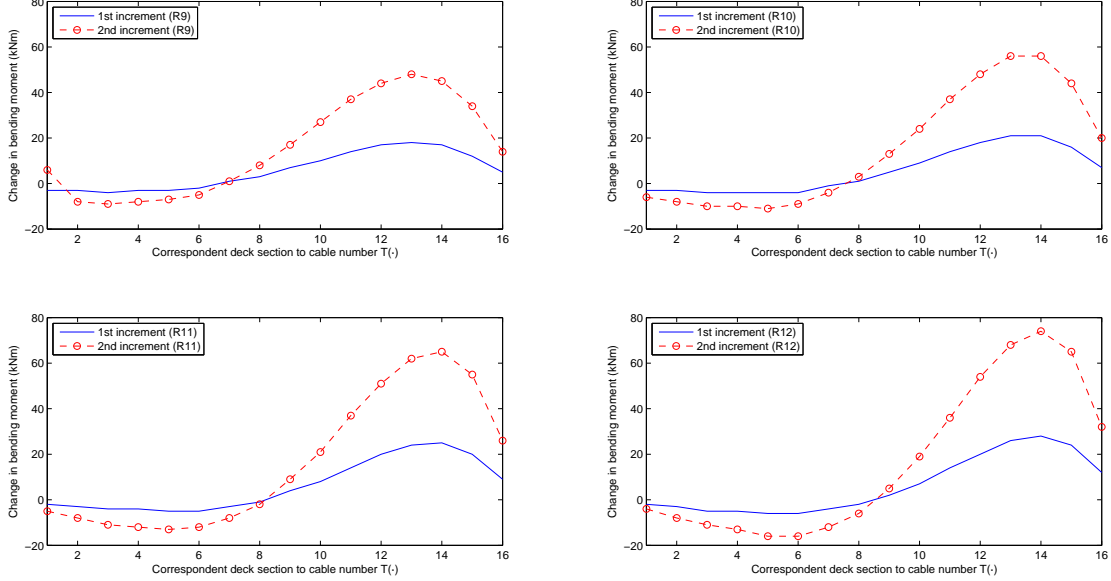 80
60
40
20
0
−20
2 4 6 8 10 12 14 16
Change in bending moment (kNm)
Correspondent deck section to cable number T(·)
1st increment (R9)
2nd increment (R9)
80
60
40
20
0
−20
2 4 6 8 10 12 14 16
Change in bending moment (kNm)
Correspondent deck section to cable number T(·)
1st increment (R10)
2nd increment (R10)
80
60
40
20
0
−20
2 4 6 8 10 12 14 16
Change in bending moment (kNm)
Correspondent deck section to cable number T(·)
1st increment (R11)
2nd increment (R11)
80
60
40
20
0
−20
2 4 6 8 10 12 14 16
Change in bending moment (kNm)
Correspondent deck section to cable number T(·)
1st increment (R12)
2nd increment (R12)